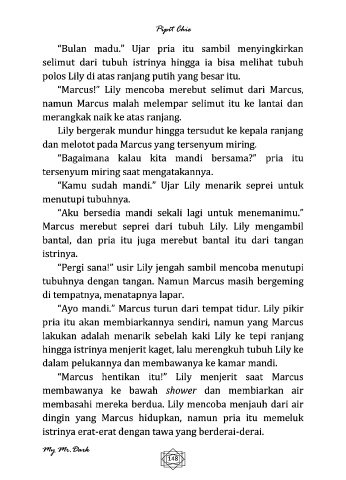 Pipit Chie
"Bulan madu." Ujar pria itu sambil menyingkirkan
selimut dari tubuh istrinya hingga ia bisa melihat tubuh
polos Lily di atas ranjang putih yang besar itu.
"Marcus!" Lily mencoba merebut selimut dari Marcus,
namun Marcus malah melempar selimut itu ke lantai dan
merangkak naik ke atas ranjang.
Lily bergerak mundur hingga tersudut ke kepala ranjang
dan melotot pada Marcus yang tersenyum miring.
"Bagaimana kalau kita mandi bersama?" pria itu
tersenyum miring saat mengatakannya.
"Kamu sudah mandi." Ujar Lily menarik seprei untuk
menutupi tubuhnya.
"Aku bersedia mandi sekali lagi untuk menemanimu."
Marcus merebut seprei dari tubuh Lily. Lily mengambil
bantal, dan pria itu juga merebut bantal itu dari tangan
istrinya.
"Pergi sana!" usir Lily jengah sambil mencoba menutupi
tubuhnya dengan tangan. Namun Marcus masih bergeming
di tempatnya, menatapnya lapar.
"Ayo mandi." Marcus turun dari tempat tidur. Lily pikir
pria itu akan membiarkannya sendiri, namun yang Marcus
lakukan adalah menarik sebelah kaki Lily ke tepi ranjang
hingga istrinya menjerit kaget, lalu merengkuh tubuh Lily ke
dalam pelukannya dan membawanya ke kamar mandi.
"Marcus hentikan itu!" Lily menjerit saat Marcus
membawanya ke bawah shower dan membiarkan air
membasahi mereka berdua. Lily mencoba menjauh dari air
dingin yang Marcus hidupkan, namun pria itu memeluk
istrinya erat-erat dengan tawa yang berderai-derai.
My Mr.Dark
148